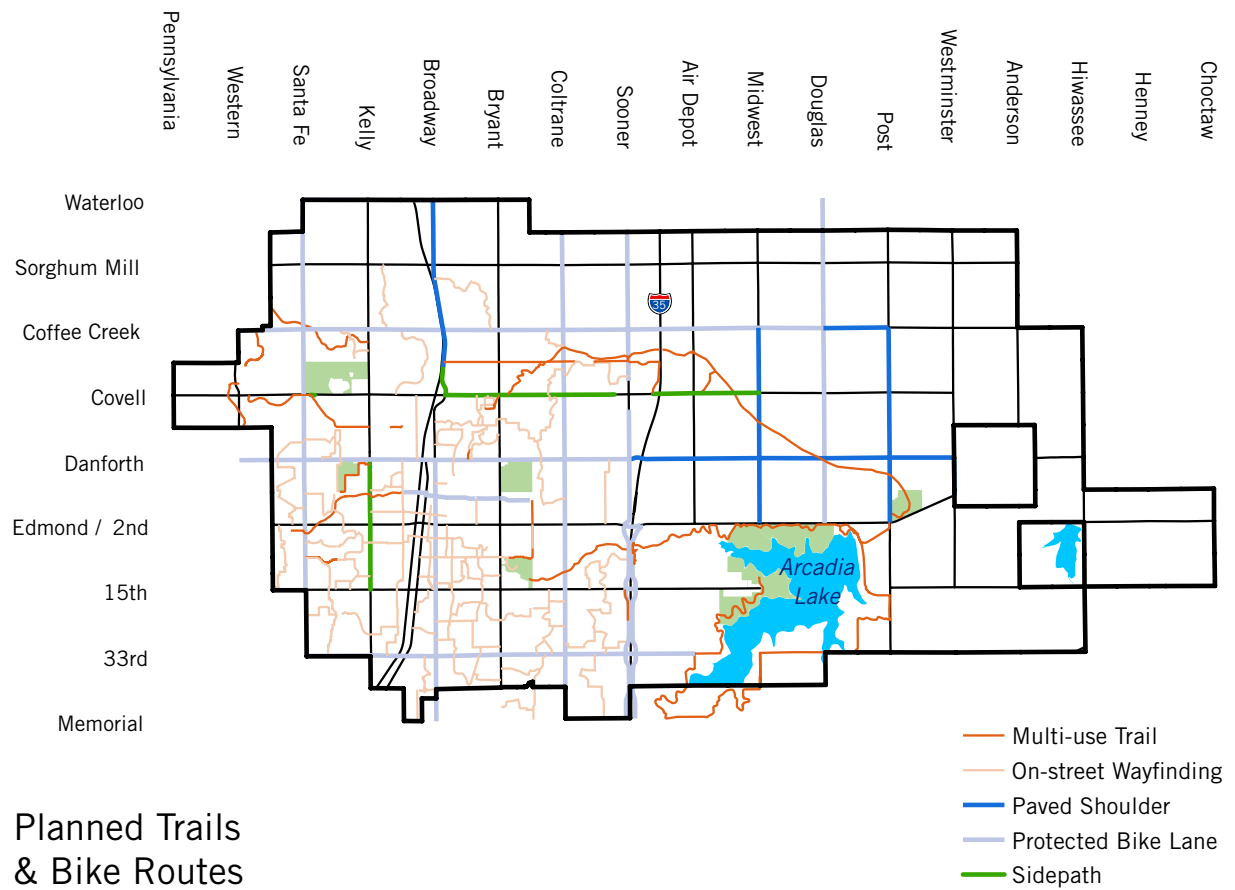 Pennsylvania
Western
Santa Fe
Kelly
Broadway
Bryant
Coltrane
Sooner
Air Depot
Midwest
Douglas
Post
Westminster
Anderson
Hiwassee
Henney
Choctaw
Waterloo
Sorghum Mill
Coffee Creek
Covell
Danforth
Edmond / 2nd
15th
33rd
Memorial
35
Arcadia
Lake
Multi-use Trail
On-street Wayfinding
Paved Shoulder
Protected Bike Lane
Sidepath
Planned Trails
& Bike Routes